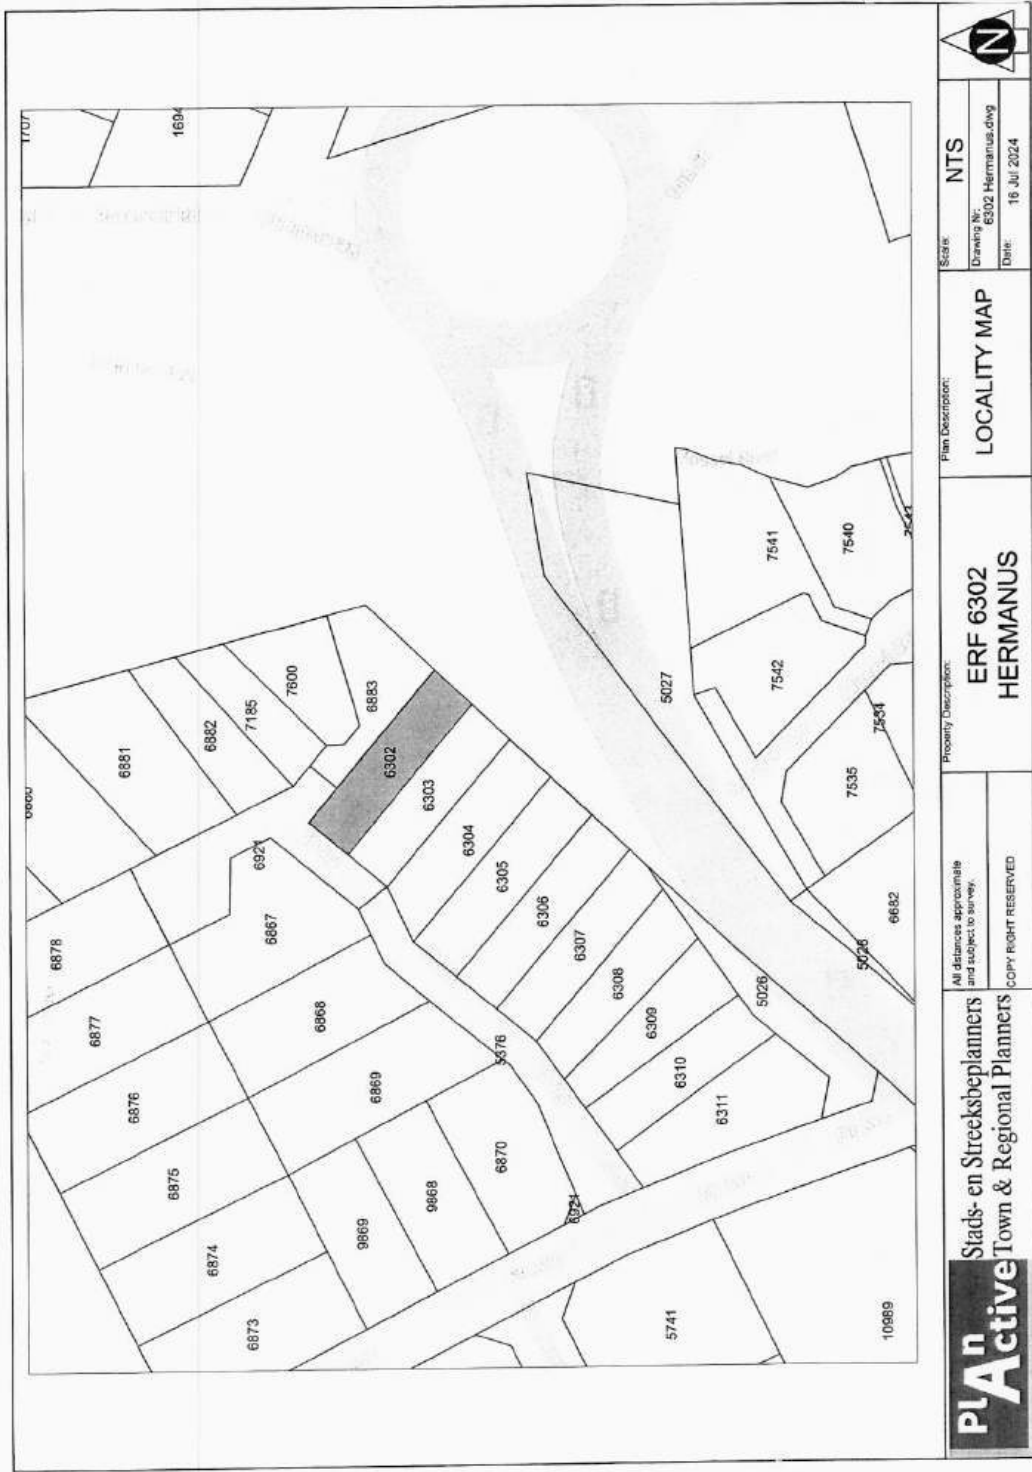 1707
1694
6881
6882
7185
7600
6883
6302
6303
6304
6305
6306
6307
6308
6309
6310
6311
5026
5027
5026
6921
6878
6867
6877
6868
6876
6869
5376
6875
6870
6874
9868
6921
9869
6873
5741
10989
7541
7540
7542
7535
7534
6682
Plan Active
Stads- en Streeksbeplanners
Town & Regional Planners
All distances approximate
and subject to survey.
COPY RIGHT RESERVED
Property Description:
ERF 6302
HERMANUS
Plan Description:
LOCALITY MAP
Scale:
NTS
Drawing Nr:
6302 Hermanus.dwg
Date:
16 Jul 2024
N